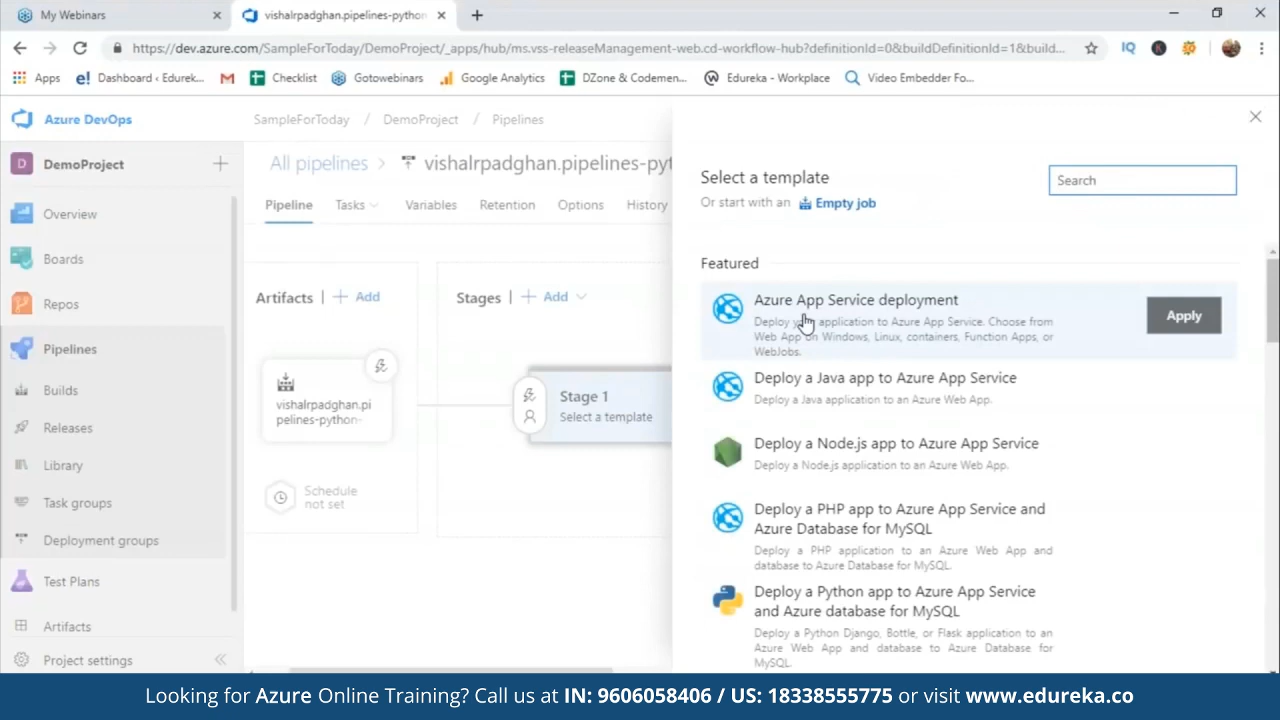 My Webinars
vishalrpadghan.pipelines-python
https://dev.azure.com/SampleForToday/DemoProject/_apps/hub/ms.vss-releaseManagement-web.cd-workflow-hub?definitionId=0&buildDefinitionId=1&build...
Apps
Dashboard ‹ Edurek...
Checklist
Gotowebinars
Google Analytics
DZone & Codemen...
Edureka - Workplace
Video Embedder Fo...
Azure DevOps
SampleForToday / DemoProject / Pipelines
D DemoProject
Overview
Boards
Repos
Pipelines
Builds
Releases
Library
Task groups
Deployment groups
Test Plans
Artifacts
Project settings
All pipelines > vishalrpadghan.pipelines-pyt
Pipeline Tasks Variables Retention Options History
Artifacts | + Add
Stages | + Add
vishalrpadghan.pi
pelines-python-
Schedule
not set
Stage 1
Select a template
Select a template
Or start with an Empty job
Search
Featured
Azure App Service deployment
Deploy your application to Azure App Service. Choose from
Web App on Windows, Linux, containers, Function Apps, or
WebJobs.
Apply
Deploy a Java app to Azure App Service
Deploy a Java application to an Azure Web App.
Deploy a Node.js app to Azure App Service
Deploy a Node.js application to an Azure Web App.
Deploy a PHP app to Azure App Service and
Azure Database for MySQL
Deploy a PHP application to an Azure Web App and
database to Azure Database for MySQL.
Deploy a Python app to Azure App Service
and Azure database for MySQL
Deploy a Python Django, Bottle, or Flask application to an
Azure Web App and database to Azure Database for
MySQL.
Looking for Azure Online Training? Call us at IN: 9606058406 / US: 18338555775 or visit www.edureka.co